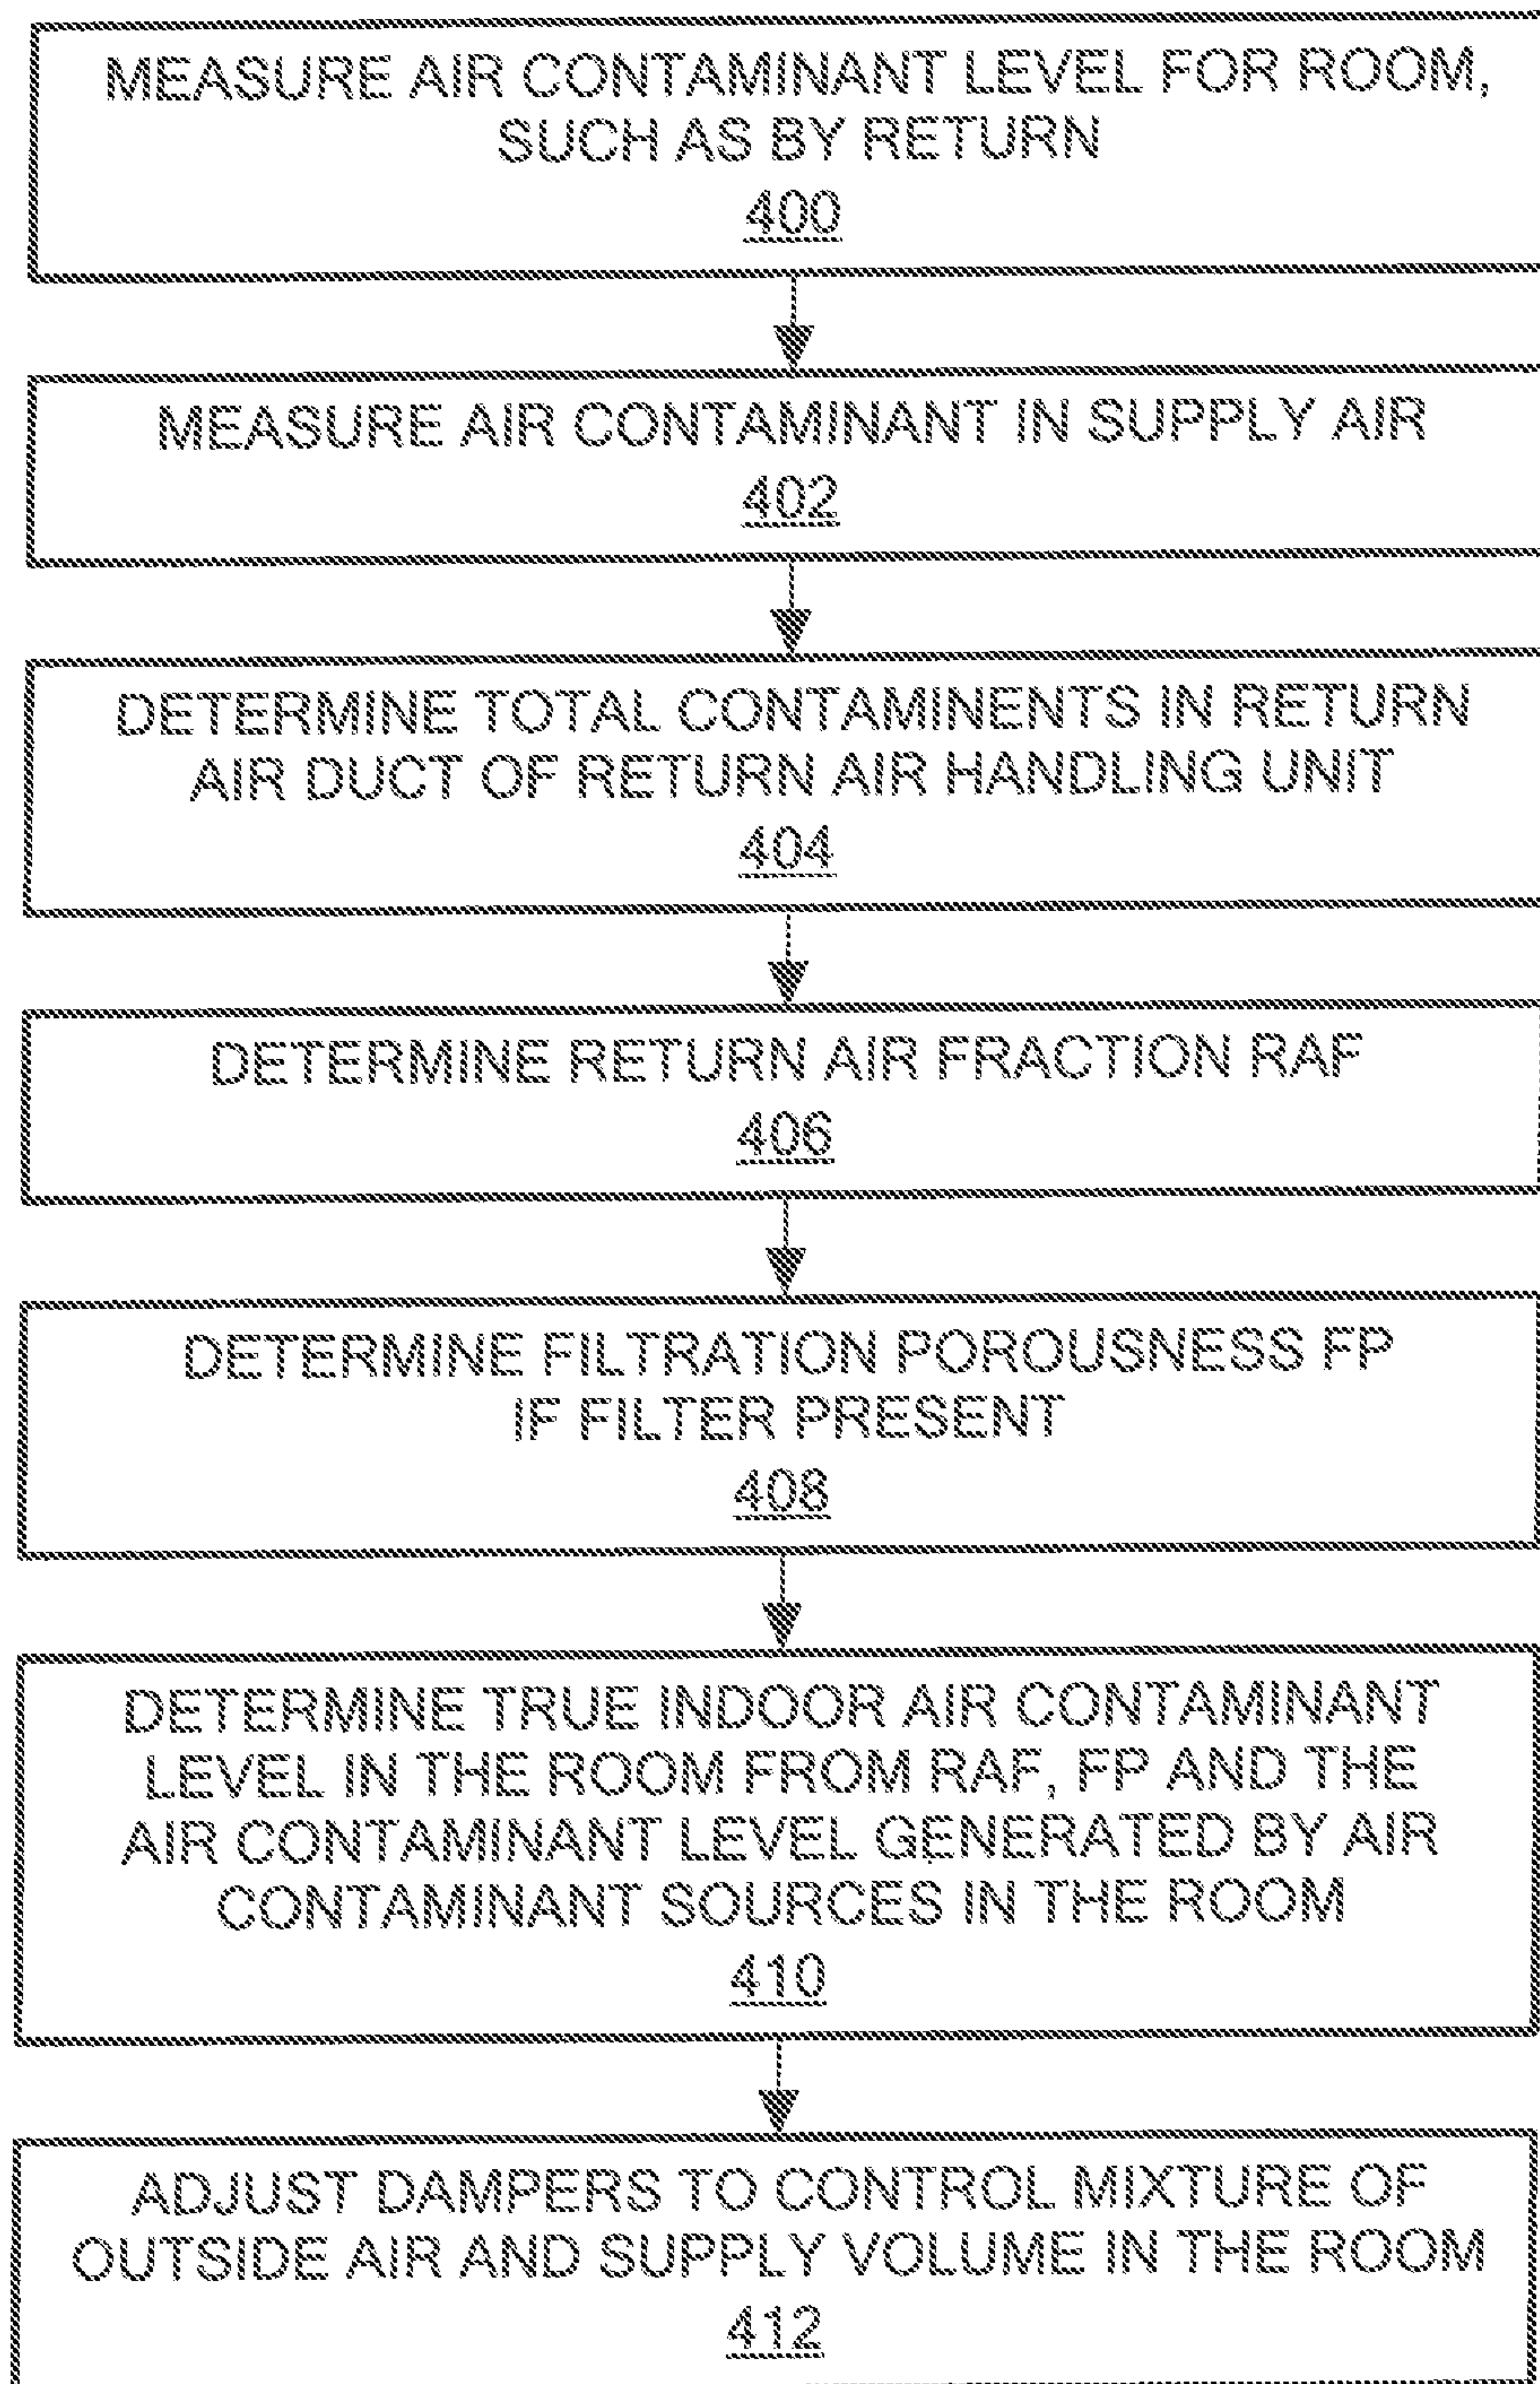 MEASURE AIR CONTAMINANT LEVEL FOR ROOM,
SUCH AS BY RETURN
400
MEASURE AIR CONTAMINANT IN SUPPLY AIR
402
DETERMINE TOTAL CONTAMINENTS IN RETURN
AIR DUCT OF RETURN AIR HANDLING UNIT
404
DETERMINE RETURN AIR FRACTION RAF
406
DETERMINE FILTRATION POROUSNESS FP
IF FILTER PRESENT
408
DETERMINE TRUE INDOOR AIR CONTAMINANT
LEVEL IN THE ROOM FROM RAF, FP AND THE
AIR CONTAMINANT LEVEL GENERATED BY AIR
CONTAMINANT SOURCES IN THE ROOM
410
ADJUST DAMPERS TO CONTROL MIXTURE OF
OUTSIDE AIR AND SUPPLY VOLUME IN THE ROOM
412